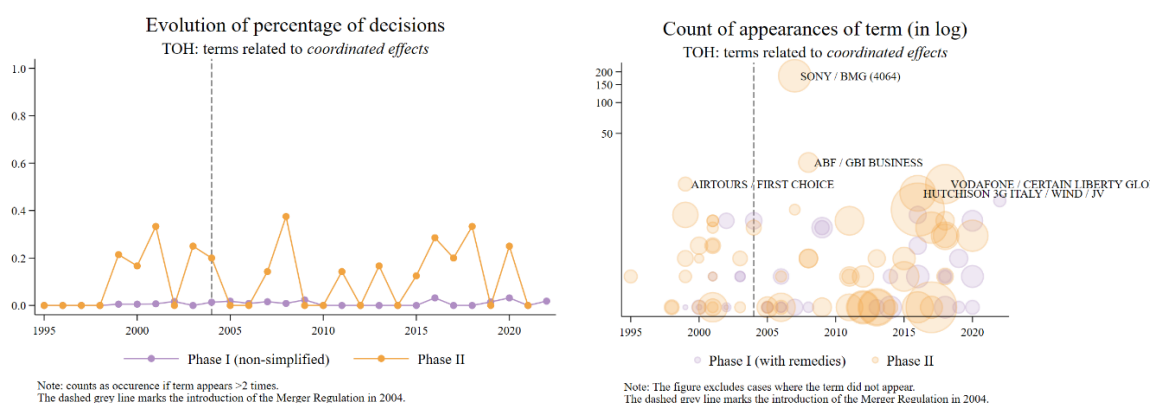 Evolution of percentage of decisions
TOH: terms related to coordinated effects
1.0
0.8
0.6
0.4
0.2
0.0
1995
2000
2005
2010
2015
2020
Phase I (non-simplified)
Phase II
Note: counts as occurence if term appears >2 times.
The dashed grey line marks the introduction of the Merger Regulation in 2004.
Count of appearances of term (in log)
TOH: terms related to coordinated effects
200
150
100
50
SONY / BMG (4064)
ABF / GBI BUSINESS
AIRTOURS / FIRST CHOICE
VODAFONE / CERTAIN LIBERTY GLO
HUTCHISON 3G ITALY / WIND / JV
1995
2000
2005
2010
2015
2020
Phase I (with remedies)
Phase II
Note: The figure excludes cases where the term did not appear.
The dashed grey line marks the introduction of the Merger Regulation in 2004.